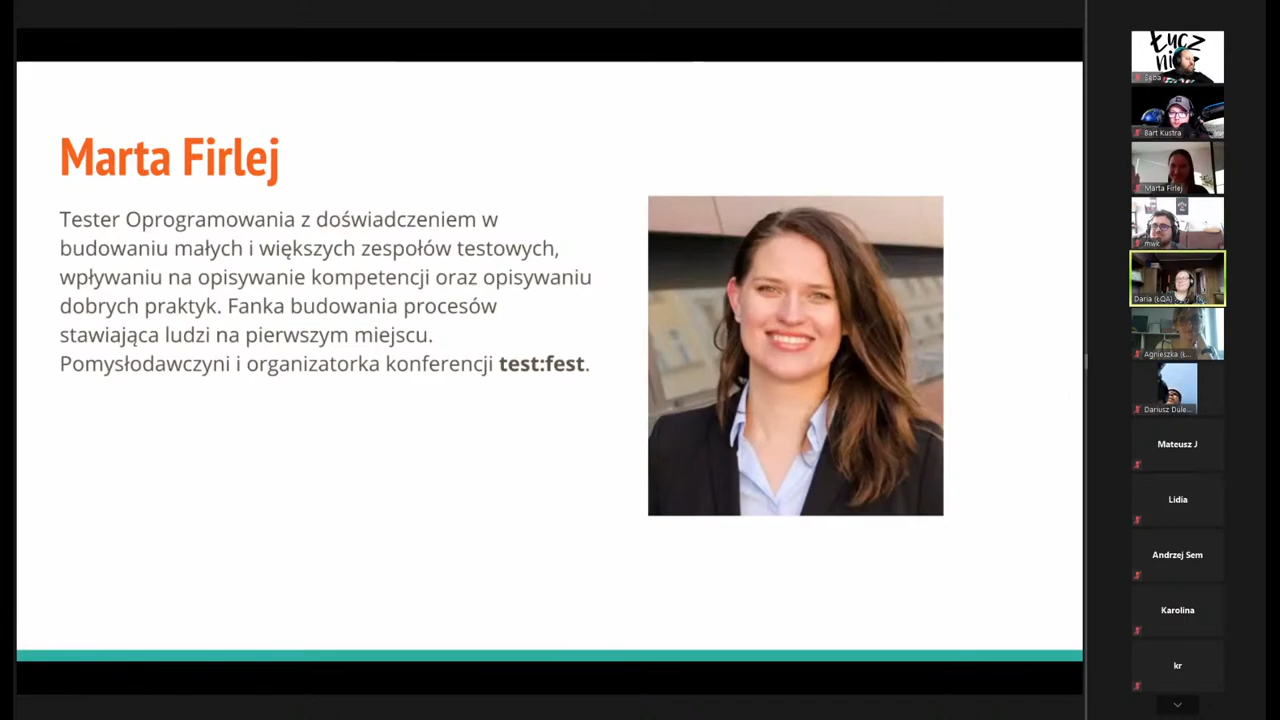 Marta Firlej
Tester Oprogramowania z doświadczeniem w
budowaniu małych i większych zespołów testowych,
wpływaniu na opisywanie kompetencji oraz opisywaniu
dobrych praktyk. Fanka budowania procesów
stawiająca ludzi na pierwszym miejscu.
Pomysłodawczyni i organizatorka konferencji test:fest.
Seba
Bart Kustra
Marta Firlej
mwk
Daria (ŁQA)
Agnieszka (Ł...
Dariusz Dule...
Mateusz J
Lidia
Andrzej Sem
Karolina
kr